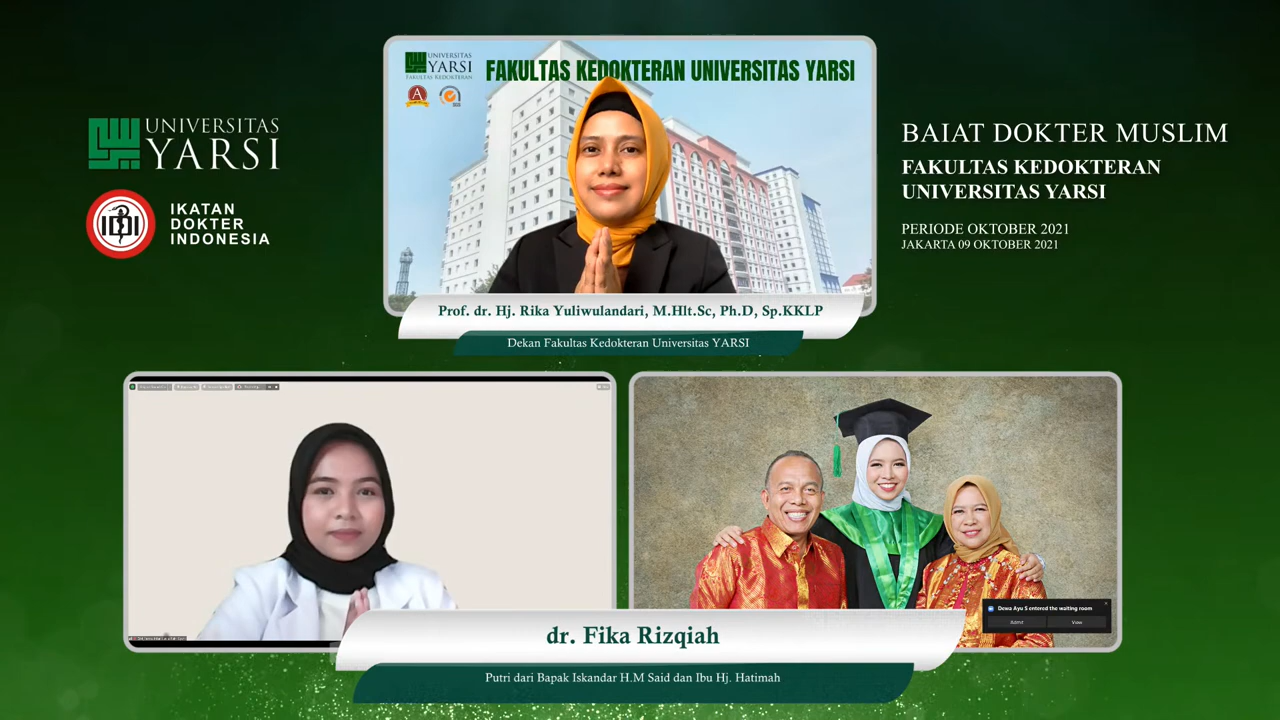 UNIVERSITAS
YARSI
IKATAN
DOKTER
INDONESIA
UNIVERSITAS
YARSI
FAKULTAS KEDOKTERAN
A
FAKULTAS KEDOKTERAN UNIVERSITAS YARSI
Prof. dr. Hj. Rika Yuliwulandari, M.Hlt.Sc, Ph.D, Sp.KKLP
Dekan Fakultas Kedokteran Universitas YARSI
BAIAT DOKTER MUSLIM
FAKULTAS KEDOKTERAN
UNIVERSITAS YARSI
PERIODE OKTOBER 2021
JAKARTA 09 OKTOBER 2021
Dewa Ayu S entered the waiting room
Admit
View
dr. Fika Rizqiah
Putri dari Bapak Iskandar H.M Said dan Ibu Hj. Hatimah